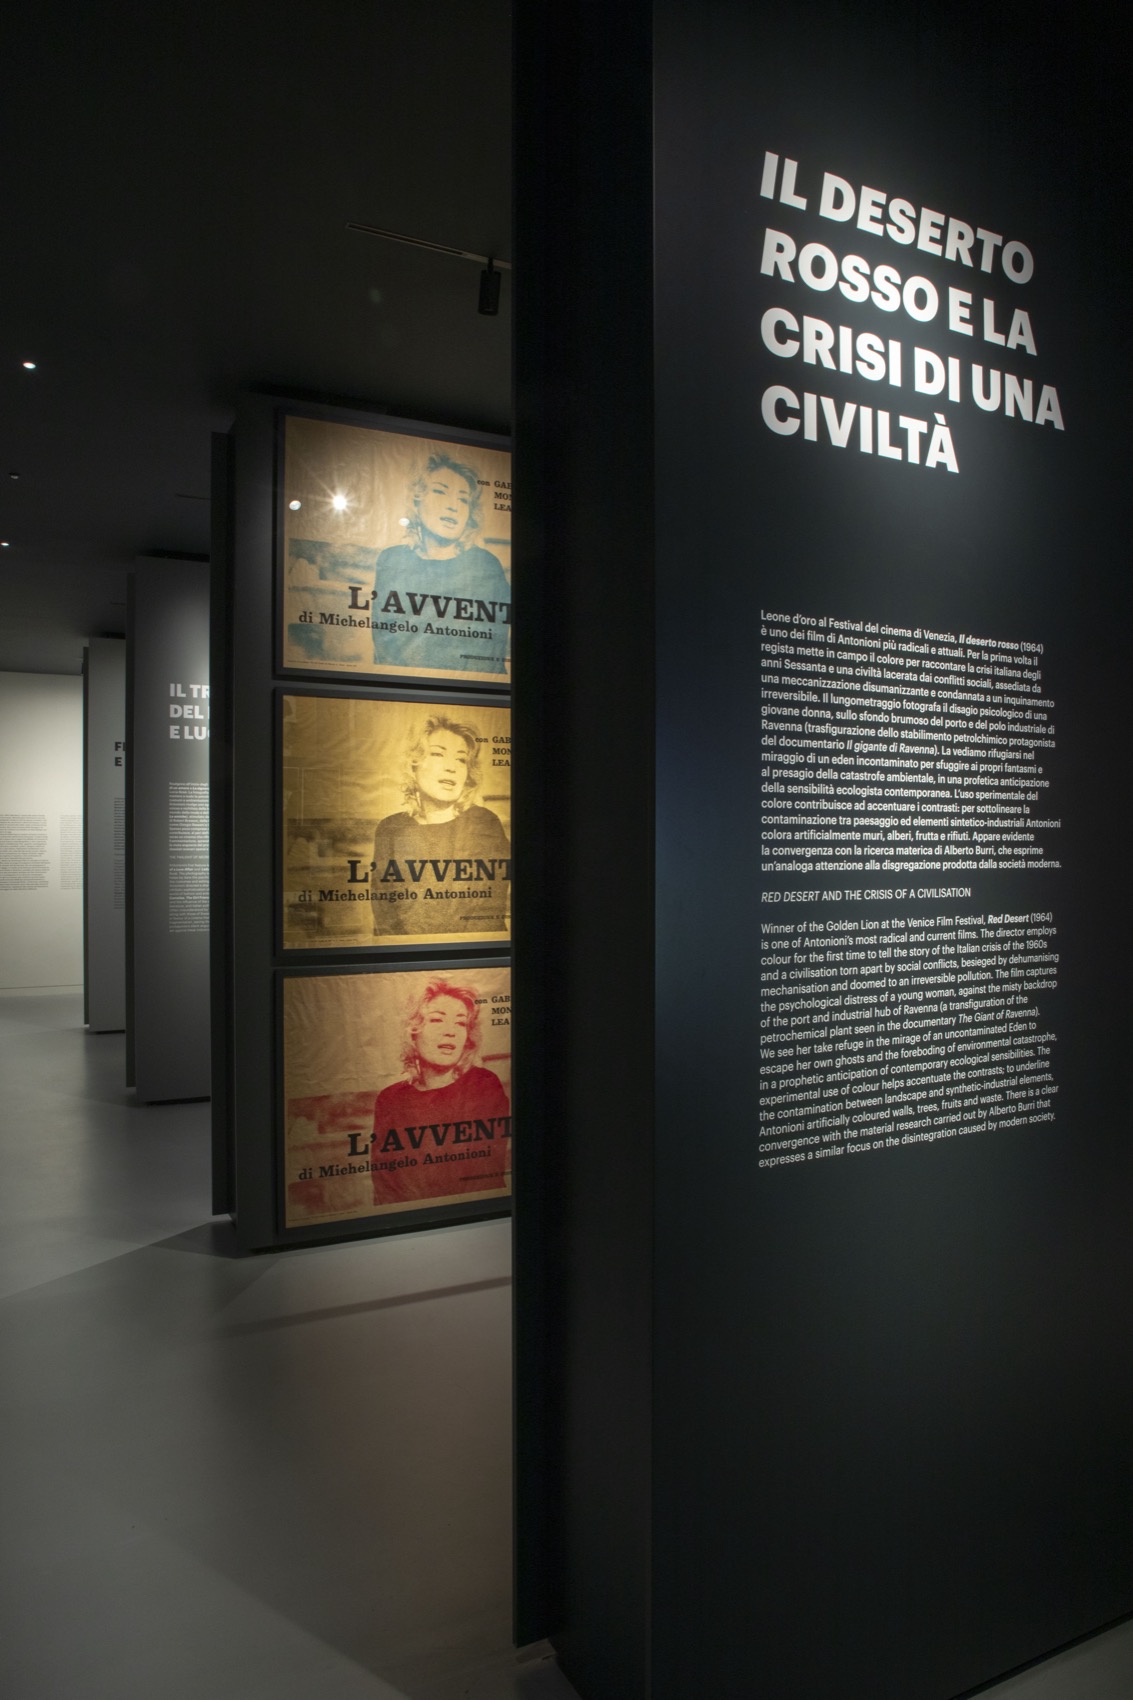 IL DESERTO
ROSSO E LA
CRISI DI UNA
CIVILTÀ
Leone d'oro al Festival del cinema di Venezia, Il deserto rosso (1964)
è uno dei film di Antonioni più radicali e attuali. Per la prima volta il
regista mette in campo il colore per raccontare la crisi italiana degli
anni Sessanta e una civiltà lacerata dai conflitti sociali, assediata da
una meccanizzazione disumanizzante e condannata a un inquinamento
irreversibile. Il lungometraggio fotografa il disagio psicologico di una
giovane donna, sullo sfondo brumoso del porto e del polo industriale di
Ravenna (trasfigurazione dello stabilimento petrolchimico protagonista
del documentario Il gigante di Ravenna). La vediamo rifugiarsi nel
miraggio di un eden incontaminato per sfuggire ai propri fantasmi e
al presagio della catastrofe ambientale, in una profetica anticipazione
della sensibilità ecologista contemporanea. L'uso sperimentale del
colore contribuisce ad accentuare i contrasti: per sottolineare la
contaminazione tra paesaggio ed elementi sintetico-industriali Antonioni
colora artificialmente muri, alberi, frutta e rifiuti. Appare evidente
la convergenza con la ricerca materica di Alberto Burri, che esprime
un'analoga attenzione alla disgregazione prodotta dalla società moderna.
RED DESERT AND THE CRISIS OF A CIVILISATION
Winner of the Golden Lion at the Venice Film Festival, Red Desert (1964)
is one of Antonioni's most radical and current films. The director employs
colour for the first time to tell the story of the Italian crisis of the 1960s
and a civilisation torn apart by social conflicts, besieged by dehumanising
mechanisation and doomed to an irreversible pollution. The film captures
the psychological distress of a young woman, against the misty backdrop
of the port and industrial hub of Ravenna (a transfiguration of the
petrochemical plant seen in the documentary The Giant of Ravenna).
We see her take refuge in the mirage of an uncontaminated Eden to
escape her own ghosts and the foreboding of environmental catastrophe,
in a prophetic anticipation of contemporary ecological sensibilities. The
experimental use of colour helps accentuate the contrasts; to underline
the contamination between landscape and synthetic-industrial elements,
Antonioni artificially coloured walls, trees, fruits and waste. There is a clear
convergence with the material research carried out by Alberto Burri that
expresses a similar focus on the disintegration caused by modern society.
con GAB
MON
LEA
L'AVVENT
di Michelangelo Antonioni
con GAB
MON
LEA
L'AVVENT
di Michelangelo Antonioni
con GAB
MON
LEA
L'AVVENT
di Michelangelo Antonioni
IL TR
DEL
E LU
F
E